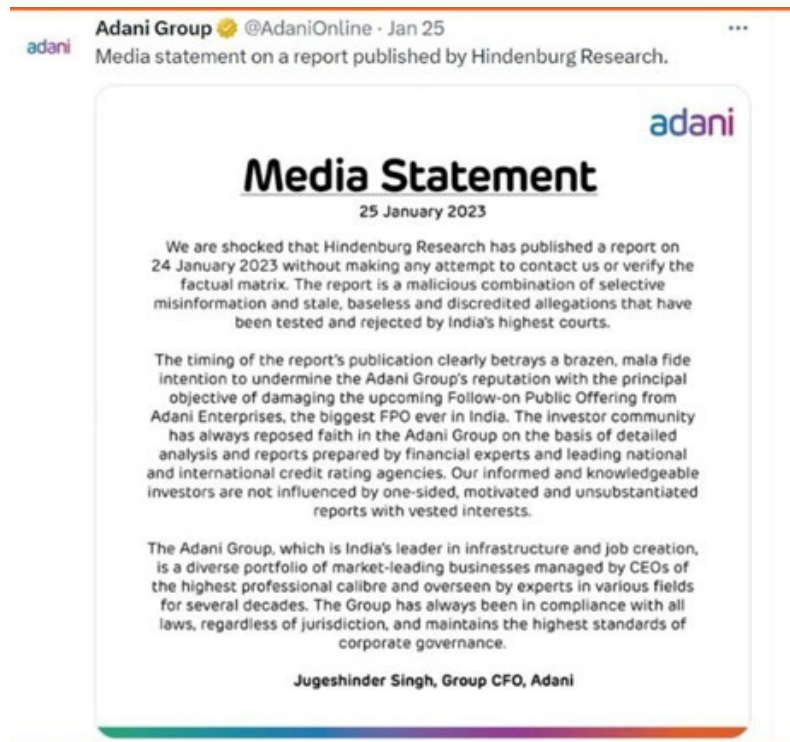 Adani Group @AdaniOnline · Jan 25 ...
adani
Media statement on a report published by Hindenburg Research.
adani
Media Statement
25 January 2023
We are shocked that Hindenburg Research has published a report on
24 January 2023 without making any attempt to contact us or verify the
factual matrix. The report is a malicious combination of selective
misinformation and stale, baseless and discredited allegations that have
been tested and rejected by India's highest courts.
The timing of the report's publication clearly betrays a brazen, mala fide
intention to undermine the Adani Group's reputation with the principal
objective of damaging the upcoming Follow-on Public Offering from
Adani Enterprises, the biggest FPO ever in India. The investor community
has always reposed faith in the Adani Group on the basis of detailed
analysis and reports prepared by financial experts and leading national
and international credit rating agencies. Our informed and knowledgeable
investors are not influenced by one-sided, motivated and unsubstantiated
reports with vested interests.
The Adani Group, which is India's leader in infrastructure and job creation,
is a diverse portfolio of market-leading businesses managed by CEOs of
the highest professional calibre and overseen by experts in various fields
for several decades. The Group has always been in compliance with all
laws, regardless of jurisdiction, and maintains the highest standards of
corporate governance.
Jugeshinder Singh, Group CFO, Adani